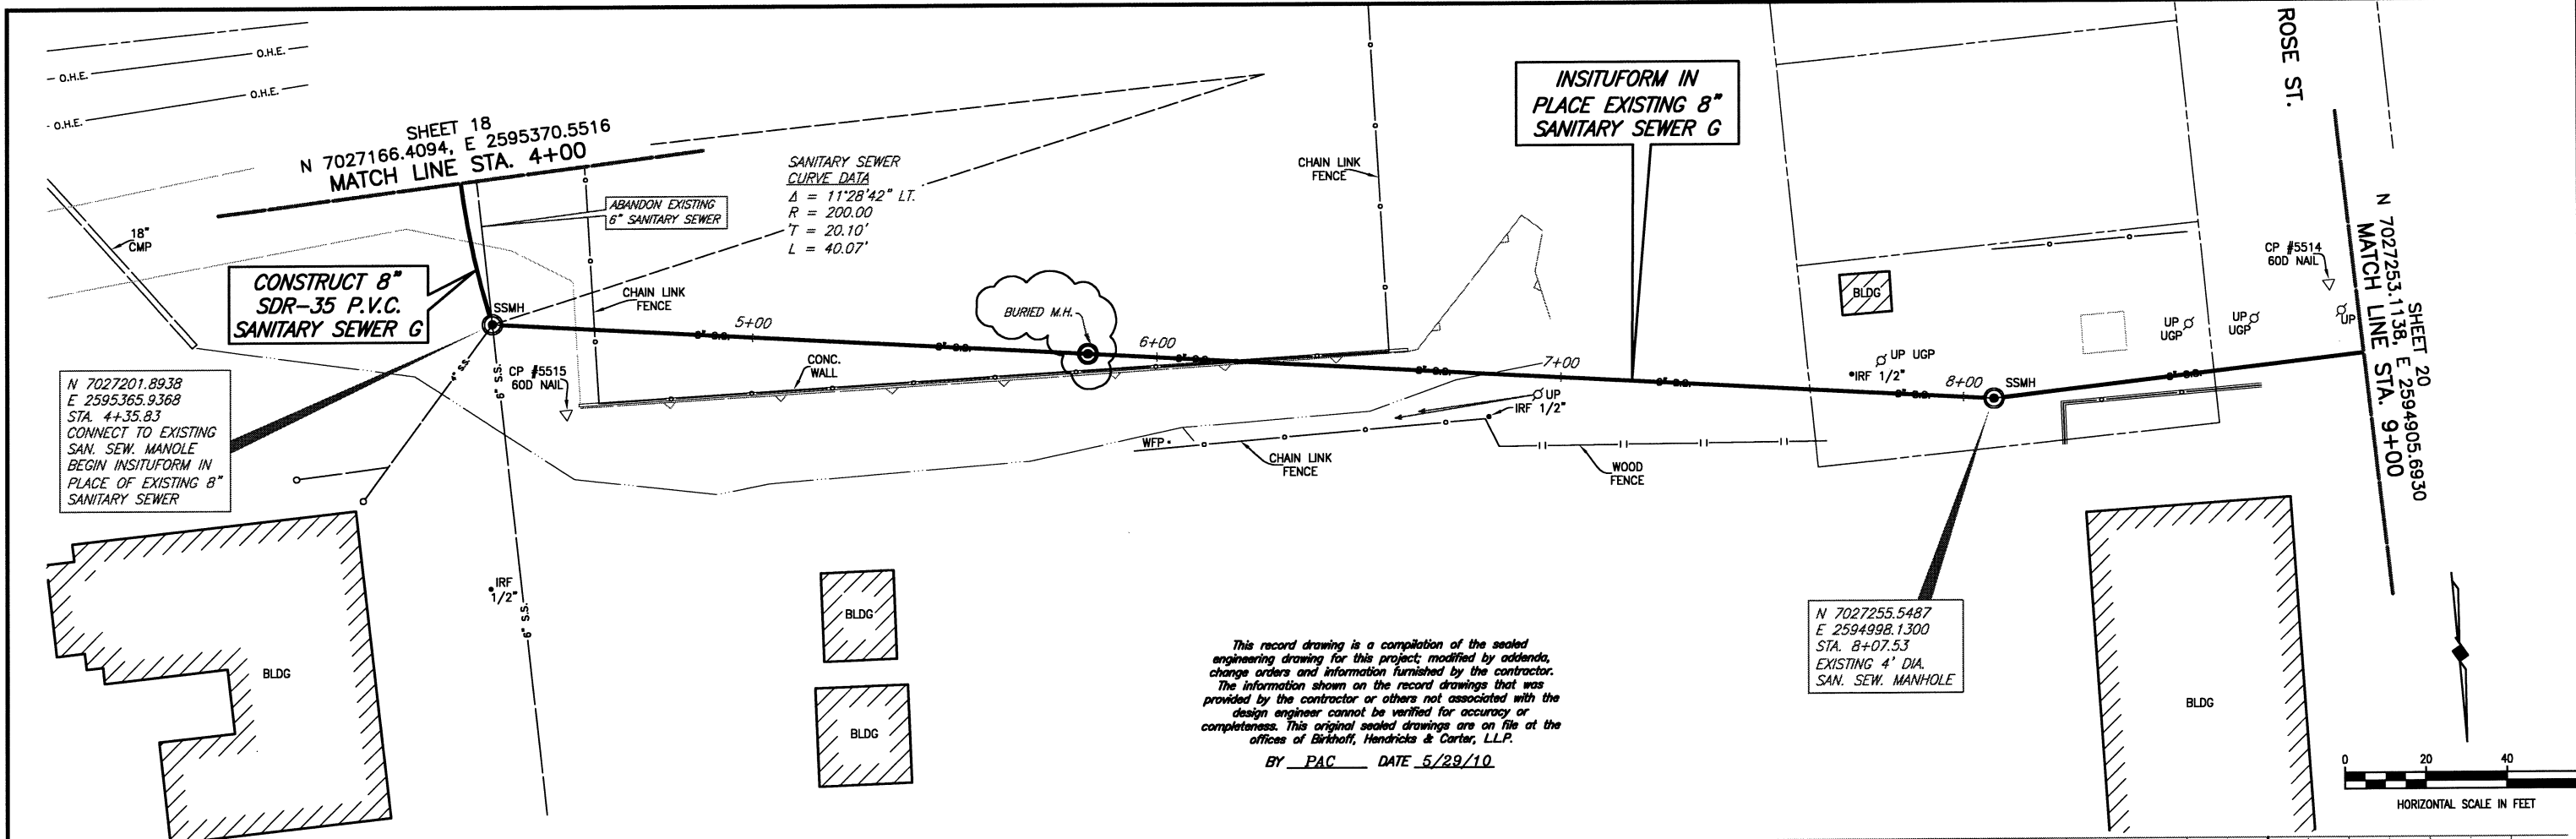 O.H.E.
O.H.E.
O.H.E.
O.H.E.
SHEET 18
N 7027166.4094, E 2595370.5516
MATCH LINE STA. 4+00
18"
CMP
ABANDON EXISTING
6" SANITARY SEWER
SANITARY SEWER
CURVE DATA
Δ = 11°28'42" LT.
R = 200.00
T = 20.10'
L = 40.07'
CONSTRUCT 8"
SDR-35 P.V.C.
SANITARY SEWER G
SSMH
CHAIN LINK
FENCE
BURIED M.H.
CHAIN LINK
FENCE
INSITUFORM IN
PLACE EXISTING 8"
SANITARY SEWER G
ROSE ST.
5+00
6+00
7+00
8+00
8" S.S.
8" S.S.
8" S.S.
8" S.S.
8" S.S.
8" S.S.
8" S.S.
CONC.
WALL
CP #5515
60D NAIL
4" S.S.
6" S.S.
6" S.S.
N 7027201.8938
E 2595365.9368
STA. 4+35.83
CONNECT TO EXISTING
SAN. SEW. MANOLE
BEGIN INSITUFORM IN
PLACE OF EXISTING 8"
SANITARY SEWER
UP
IRF 1/2"
WFP
CHAIN LINK
FENCE
WOOD
FENCE
BLDG
UP UGP
IRF 1/2"
SSMH
UP
UGP
UP
UGP
UP
CP #5514
60D NAIL
SHEET 20
N 7027253.1138, E 2594905.6930
MATCH LINE STA. 9+00
IRF
1/2"
BLDG
BLDG
BLDG
BLDG
N 7027255.5487
E 2594998.1300
STA. 8+07.53
EXISTING 4' DIA.
SAN. SEW. MANHOLE
This record drawing is a compilation of the sealed
engineering drawing for this project; modified by addenda,
change orders and information furnished by the contractor.
The information shown on the record drawings that was
provided by the contractor or others not associated with the
design engineer cannot be verified for accuracy or
completeness. This original sealed drawings are on file at the
offices of Birkhoff, Hendricks & Carter, L.L.P.
BY PAC DATE 5/29/10
0 20 40
HORIZONTAL SCALE IN FEET